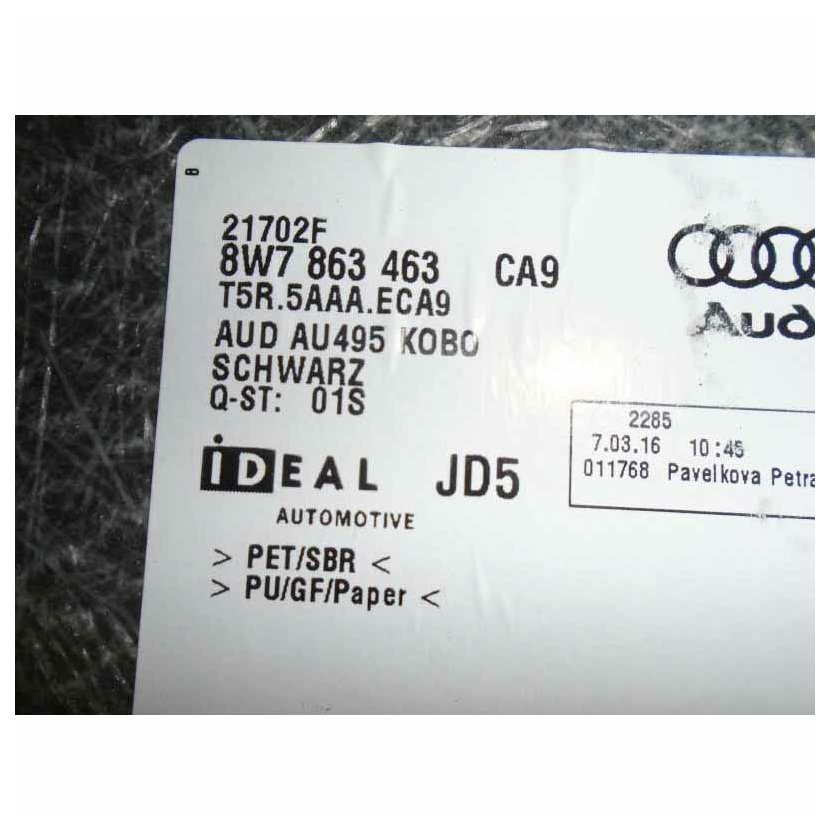 21702F
8W7 863 463 CA9
T5R.5AAA.ECA9
AUD AU495 KOBO
SCHWARZ
Q-ST: 01S
Aud
2285
7.03.16 10:45
011768 Pavelkova Petra
iDEAL JD5
AUTOMOTIVE
> PET/SBR <
> PU/GF/Paper <